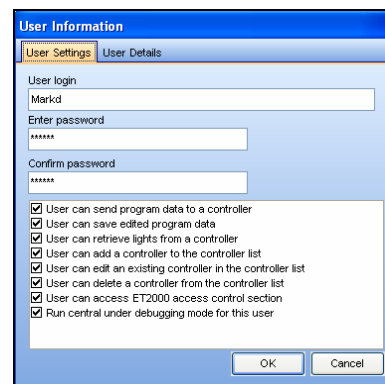 User Information
User Settings User Details
User login
Markd
Enter password
******
Confirm password
******
User can send program data to a controller
User can save edited program data
User can retrieve lights from a controller
User can add a controller to the controller list
User can edit an existing controller in the controller list
User can delete a controller from the controller list
User can access ET2000 access control section
Run central under debugging mode for this user
OK Cancel